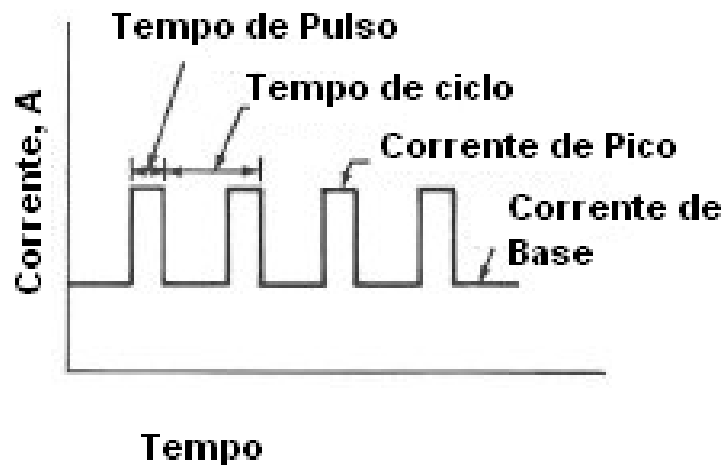 Tempo de Pulso
Tempo de ciclo
Corrente de Pico
Corrente de
Base
Corrente, A
Tempo